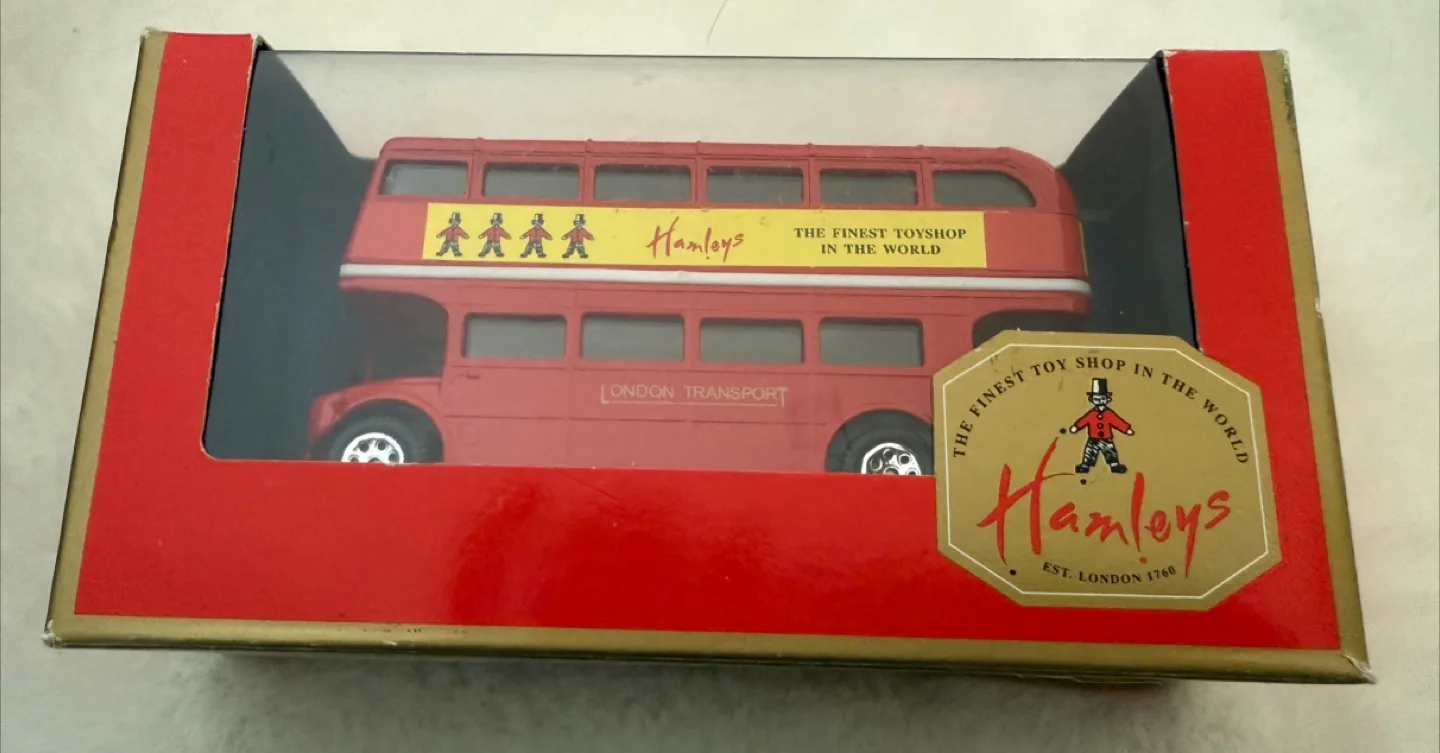 Hamleys
THE FINEST TOYSHOP
IN THE WORLD
LONDON TRANSPORT
THE FINEST TOY SHOP IN THE WORLD
Hamleys
EST. LONDON 1760